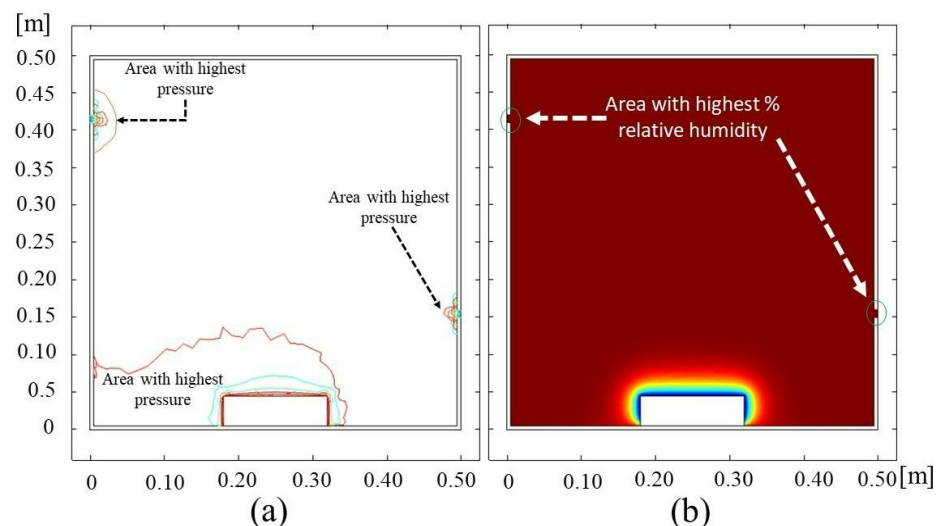 [m]
0.50
0.45
0.40
0.35
0.30
0.25
0.20
0.15
0.10
0.5
0
Area with highest
pressure
Area with highest
pressure
Area with highest
pressure
0 0.10 0.20 0.30 0.40 0.50
(a)
Area with highest %
relative humidity
0 0.10 0.20 0.30 0.40 0.50 [m]
(b)